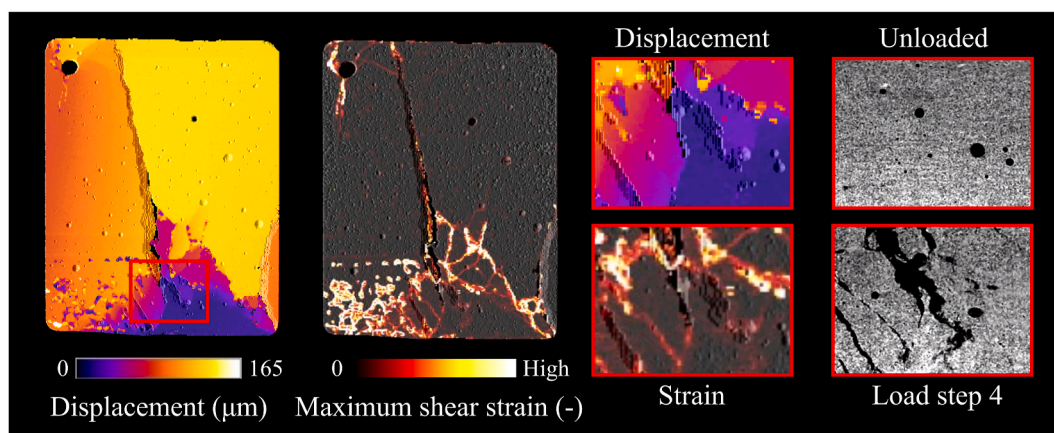 Displacement Unloaded
0 165 0 High
Displacement (μm) Maximum shear strain (-) Strain Load step 4